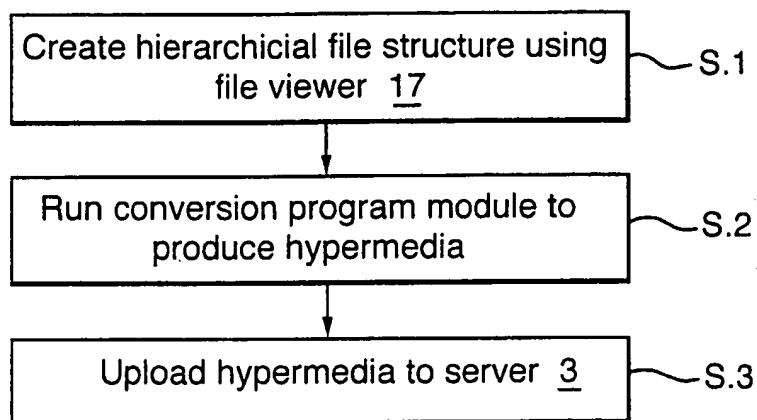 Create hierarchicial file structure using
file viewer 17
S.1
Run conversion program module to
produce hypermedia
S.2
Upload hypermedia to server 3
S.3